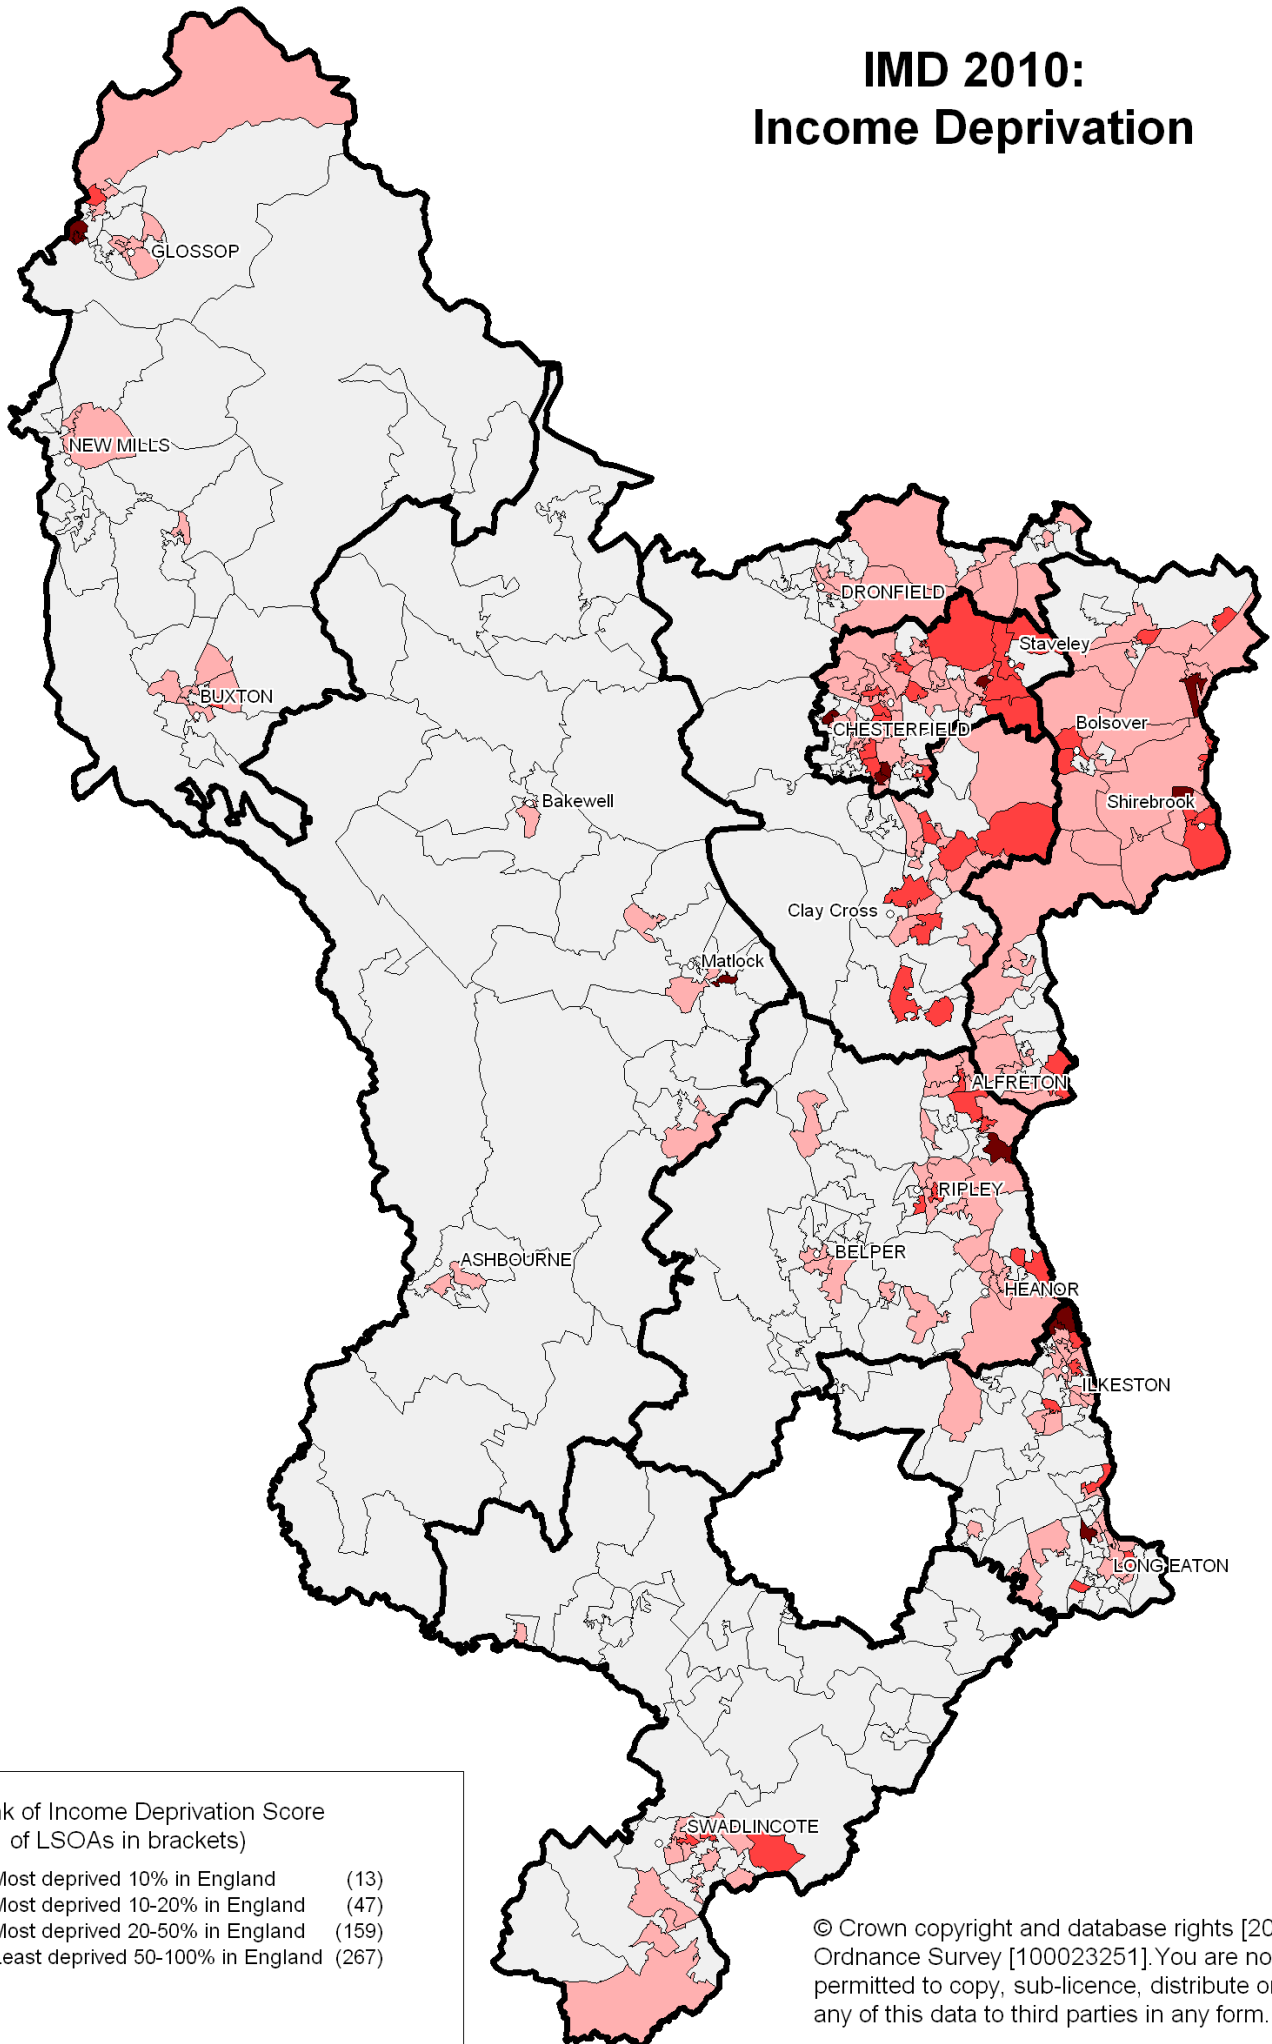 IMD 2010:
Income Deprivation
GLOSSOP
NEW MILLS
DRONFIELD
Staveley
BUXTON
Bolsover
CHESTERFIELD
Bakewell
Shirebrook
Clay Cross
Matlock
ALFRETON
RIPLEY
BELPER
ASHBOURNE
HEANOR
ILKESTON
LONG EATON
SWADLINCOTE
of Income Deprivation Score
of LSOAs in brackets)
Most deprived 10% in England (13)
Most deprived 10-20% in England (47)
Most deprived 20-50% in England (159)
Least deprived 50-100% in England (267)
© Crown copyright and database rights
Ordnance Survey [100023251].You are
permitted to copy, sub-licence, distribute or
any of this data to third parties in any form.